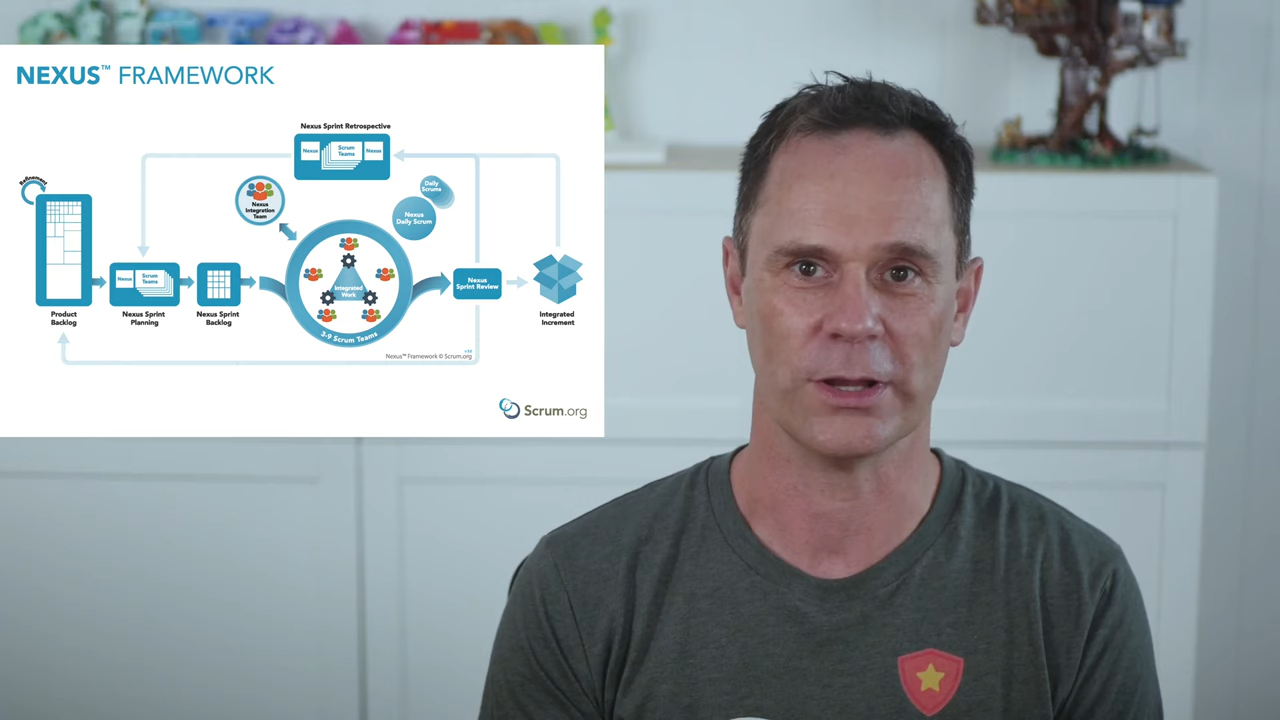 NEXUS™ FRAMEWORK
Nexus Sprint Retrospective
Nexus
Scrum
Teams
Nexus
Refinement
Nexus
Integration
Team
Daily
Scrums
Nexus
Daily Scrum
Nexus
Scrum
Teams
Integrated
Work
Nexus
Sprint Review
3-9 Scrum Teams
Product
Backlog
Nexus Sprint
Planning
Nexus Sprint
Backlog
Integrated
Increment
Nexus™ Framework © Scrum.org
Scrum.org